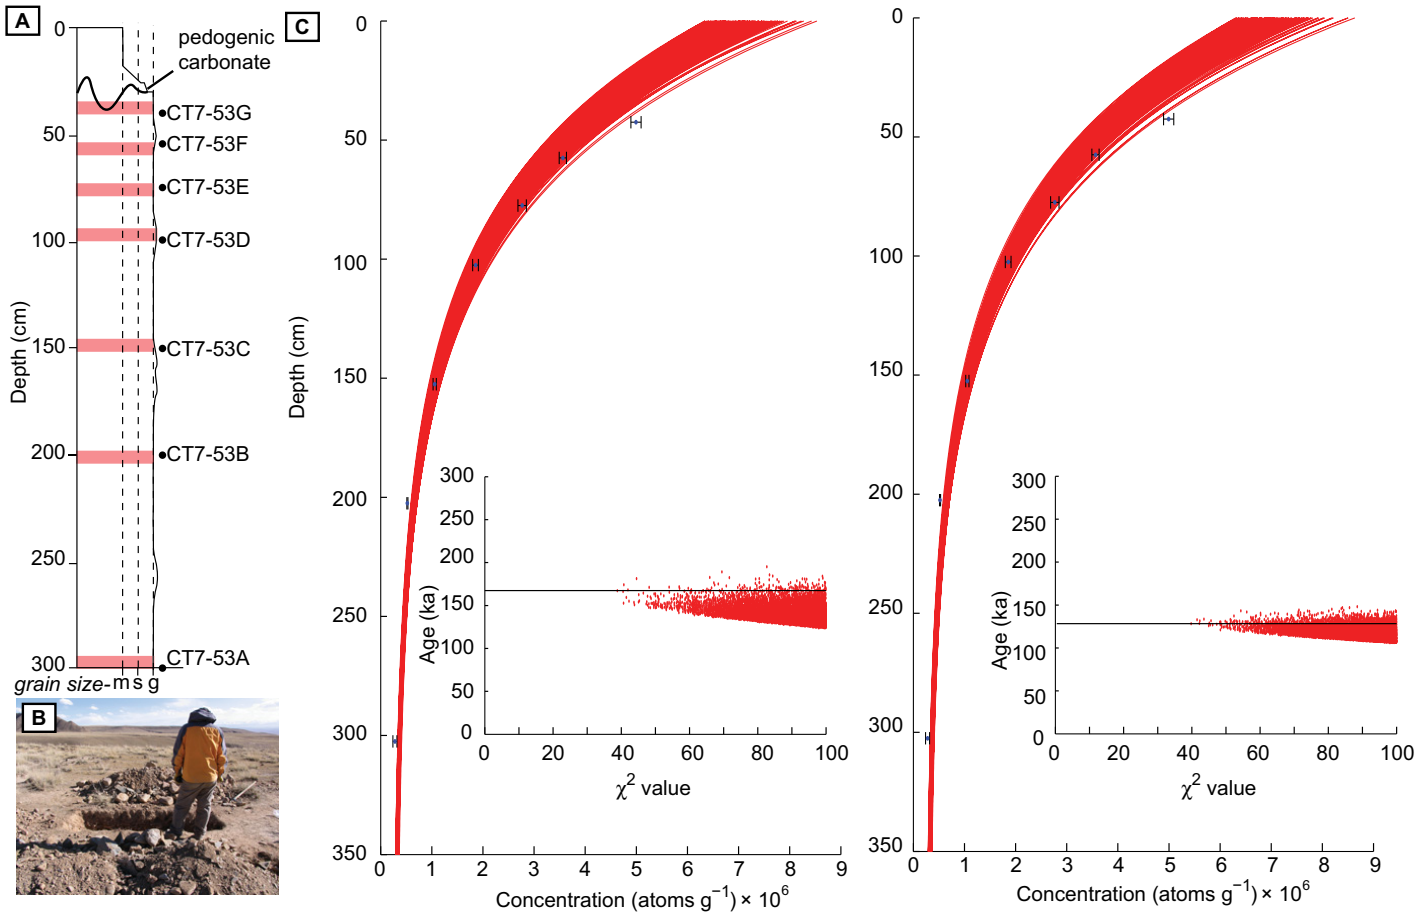 A
0
pedogenic
carbonate
CT7-53G
50
CT7-53F
CT7-53E
100
CT7-53D
Depth (cm)
150
CT7-53C
200
CT7-53B
250
CT7-53A
300
grain size- m s g
B
C
0
50
100
Depth (cm)
150
200
250
300
350
0 1 2 3 4 5 6 7 8 9
Concentration (atoms g⁻¹) × 10⁶
300
250
200
150
100
50
0
Age (ka)
0 20 40 60 80 100
χ² value
0
50
100
150
200
250
300
350
0 1 2 3 4 5 6 7 8 9
Concentration (atoms g⁻¹) × 10⁶
300
250
200
150
100
50
0
Age (ka)
0 20 40 60 80 100
χ² value